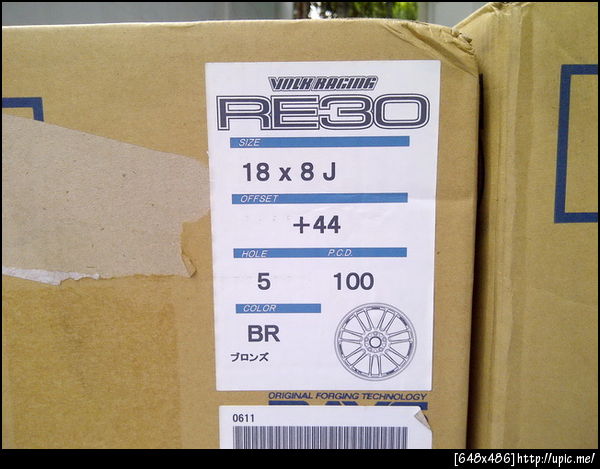 VOLK RACING
RE30
SIZE
18 x 8 J
OFFSET
+44
HOLE P.C.D.
5 100
COLOR
BR
ブロンズ
ORIGINAL FORGING TECHNOLOGY
RAYS
0611
[648x486]http://upic.me/